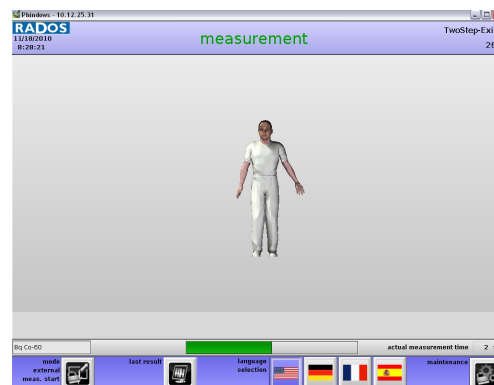 Phindows - 10.12.25.31
RADOS
11/18/2010
8:28:21
measurement
TwoStep-Exi
26
Bq Co-60
actual measurement time 2
mode
external
meas. start
last result
language
selection
maintenance